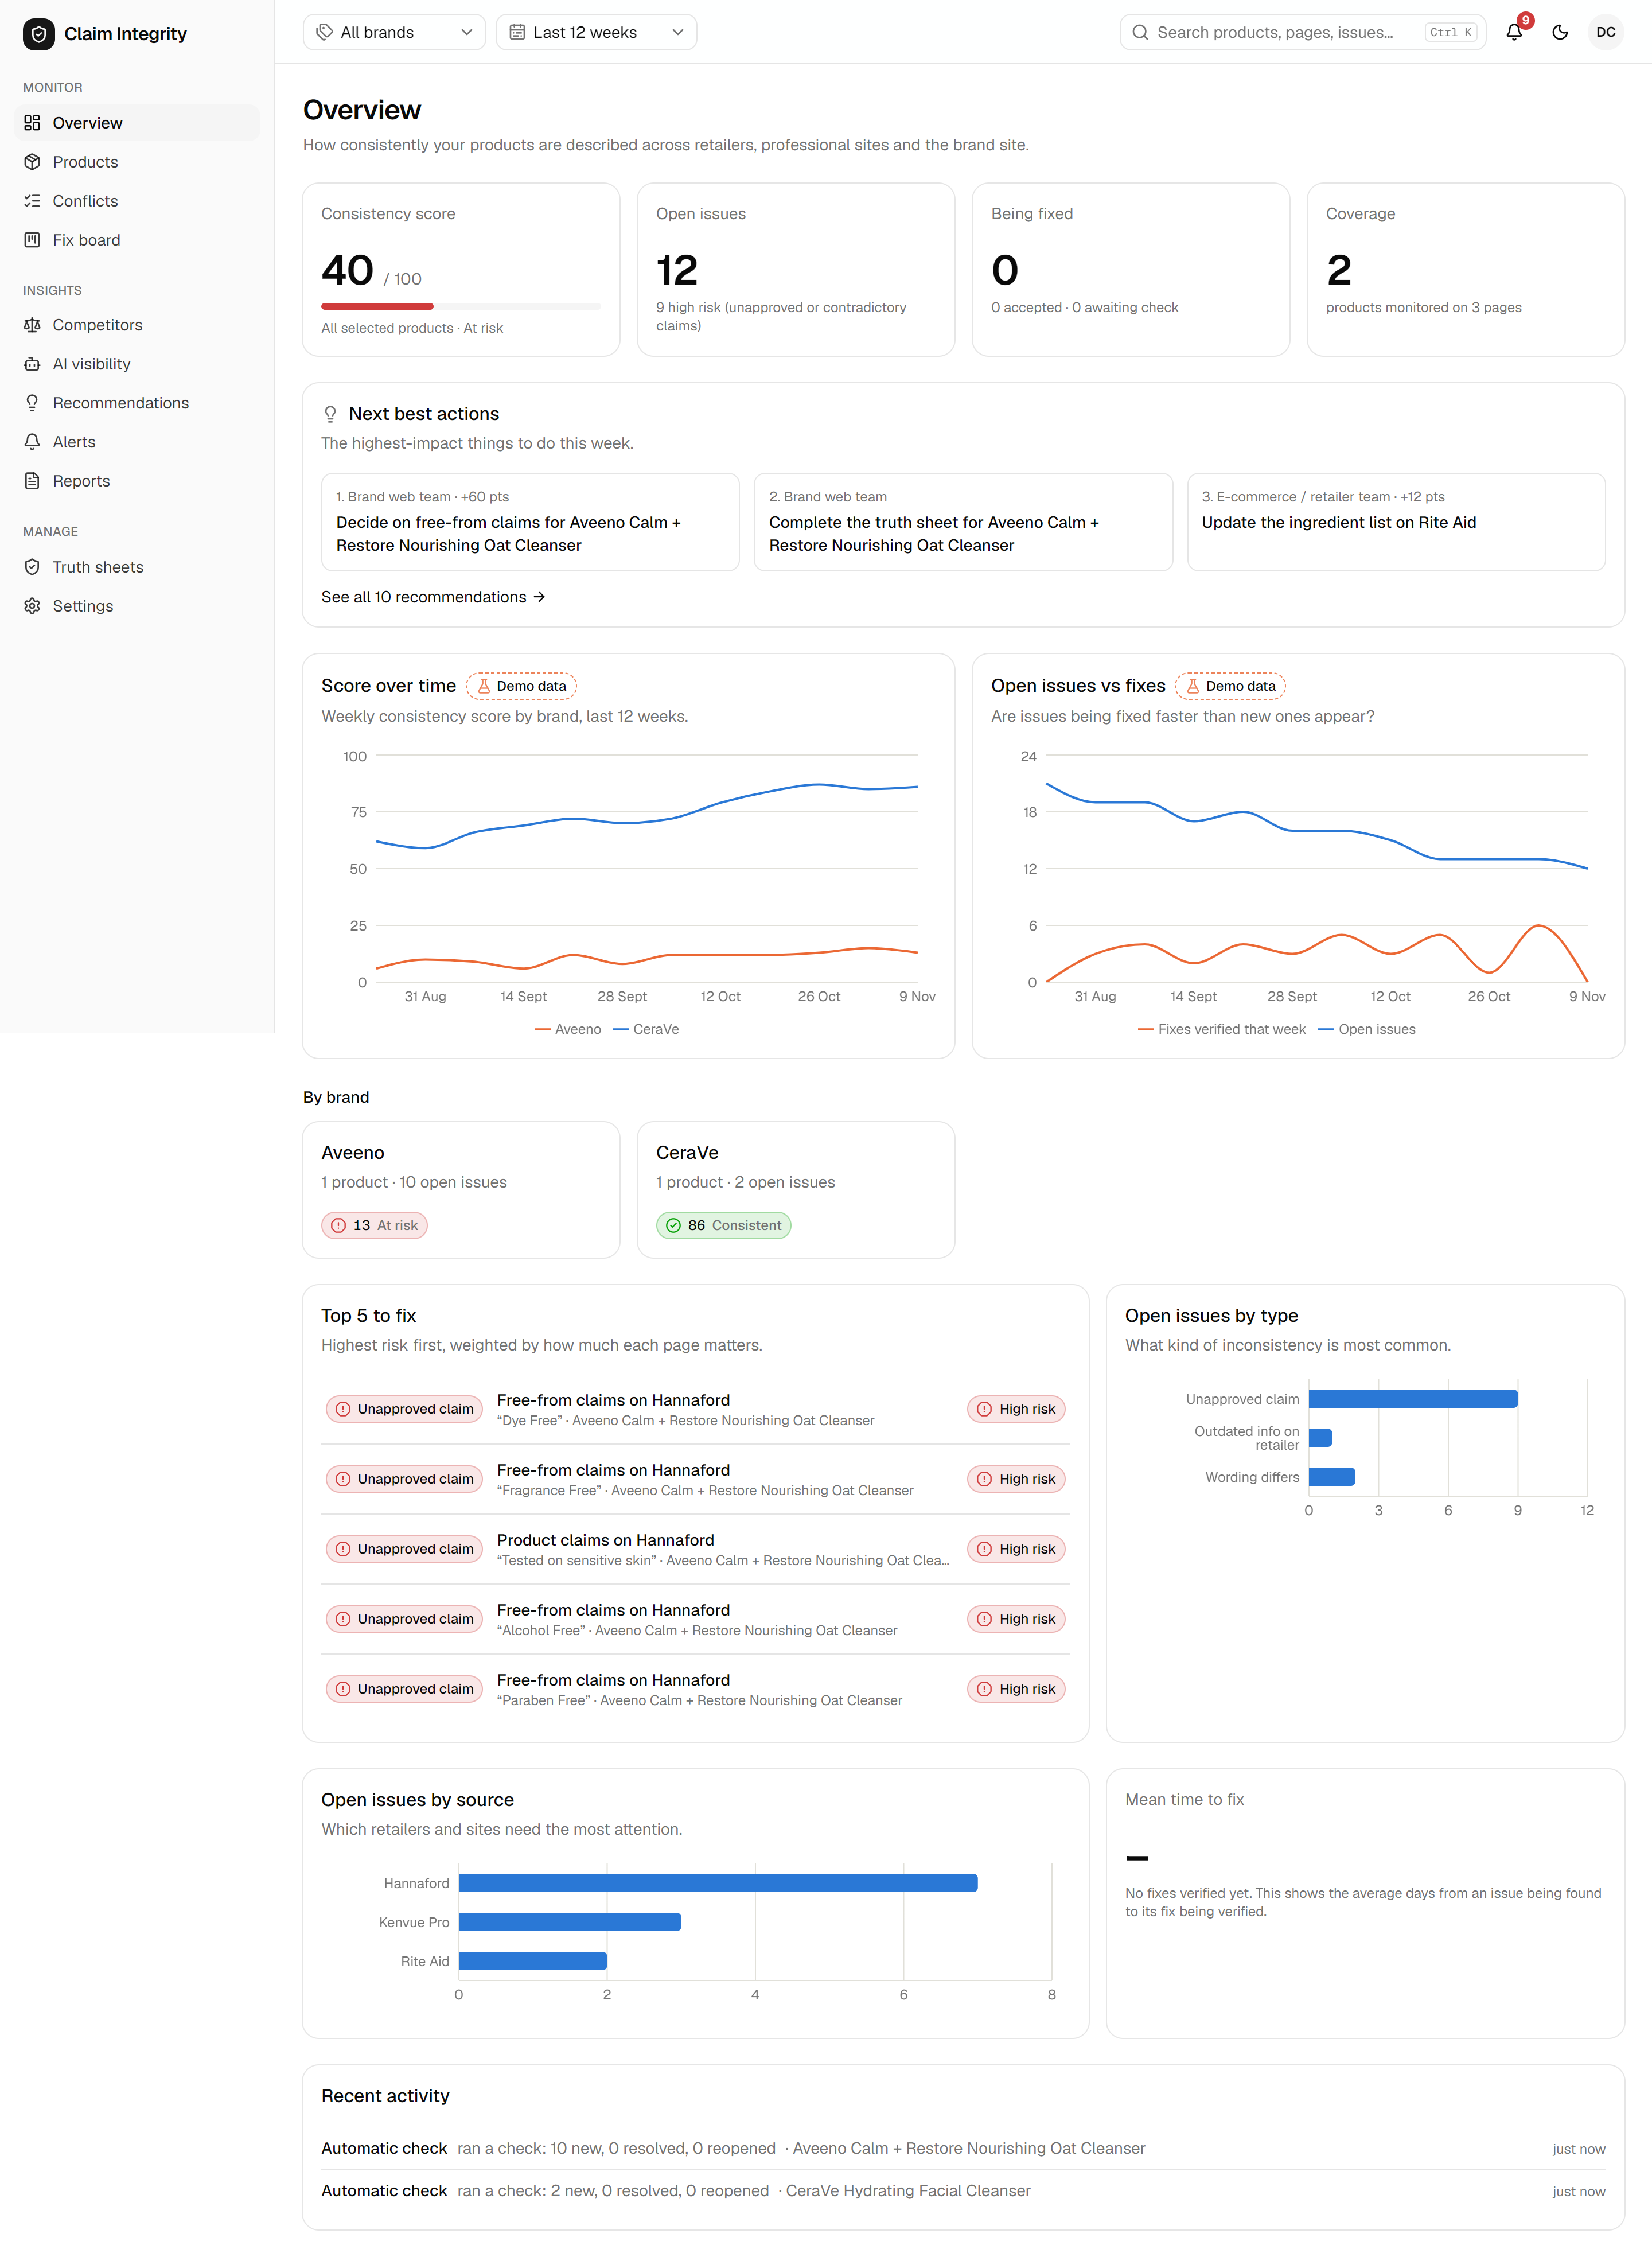 Claim Integrity
MONITOR
Overview
Products
Conflicts
Fix board
INSIGHTS
Competitors
AI visibility
Recommendations
Alerts
Reports
MANAGE
Truth sheets
Settings
All brands
Last 12 weeks
Search products, pages, issues...
Ctrl K
9
DC
Overview
How consistently your products are described across retailers, professional sites and the brand site.
Consistency score
40 / 100
All selected products · At risk
Open issues
12
9 high risk (unapproved or contradictory
claims)
Being fixed
0
0 accepted · 0 awaiting check
Coverage
2
products monitored on 3 pages
Next best actions
The highest-impact things to do this week.
1. Brand web team · +60 pts
Decide on free-from claims for Aveeno Calm +
Restore Nourishing Oat Cleanser
2. Brand web team
Complete the truth sheet for Aveeno Calm +
Restore Nourishing Oat Cleanser
3. E-commerce / retailer team · +12 pts
Update the ingredient list on Rite Aid
See all 10 recommendations →
Score over time
Demo data
Weekly consistency score by brand, last 12 weeks.
100
75
50
25
0
31 Aug 14 Sept 28 Sept 12 Oct 26 Oct 9 Nov
Aveeno CeraVe
Open issues vs fixes
Demo data
Are issues being fixed faster than new ones appear?
24
18
12
6
0
31 Aug 14 Sept 28 Sept 12 Oct 26 Oct 9 Nov
Fixes verified that week Open issues
By brand
Aveeno
1 product · 10 open issues
13 At risk
CeraVe
1 product · 2 open issues
86 Consistent
Top 5 to fix
Highest risk first, weighted by how much each page matters.
Unapproved claim
Free-from claims on Hannaford
“Dye Free” · Aveeno Calm + Restore Nourishing Oat Cleanser
High risk
Unapproved claim
Free-from claims on Hannaford
“Fragrance Free” · Aveeno Calm + Restore Nourishing Oat Cleanser
High risk
Unapproved claim
Product claims on Hannaford
“Tested on sensitive skin” · Aveeno Calm + Restore Nourishing Oat Clea...
High risk
Unapproved claim
Free-from claims on Hannaford
“Alcohol Free” · Aveeno Calm + Restore Nourishing Oat Cleanser
High risk
Unapproved claim
Free-from claims on Hannaford
“Paraben Free” · Aveeno Calm + Restore Nourishing Oat Cleanser
High risk
Open issues by type
What kind of inconsistency is most common.
Unapproved claim
Outdated info on
retailer
Wording differs
0 3 6 9 12
Open issues by source
Which retailers and sites need the most attention.
Hannaford
Kenvue Pro
Rite Aid
0 2 4 6 8
Mean time to fix
–
No fixes verified yet. This shows the average days from an issue being found
to its fix being verified.
Recent activity
Automatic check ran a check: 10 new, 0 resolved, 0 reopened · Aveeno Calm + Restore Nourishing Oat Cleanser just now
Automatic check ran a check: 2 new, 0 resolved, 0 reopened · CeraVe Hydrating Facial Cleanser just now